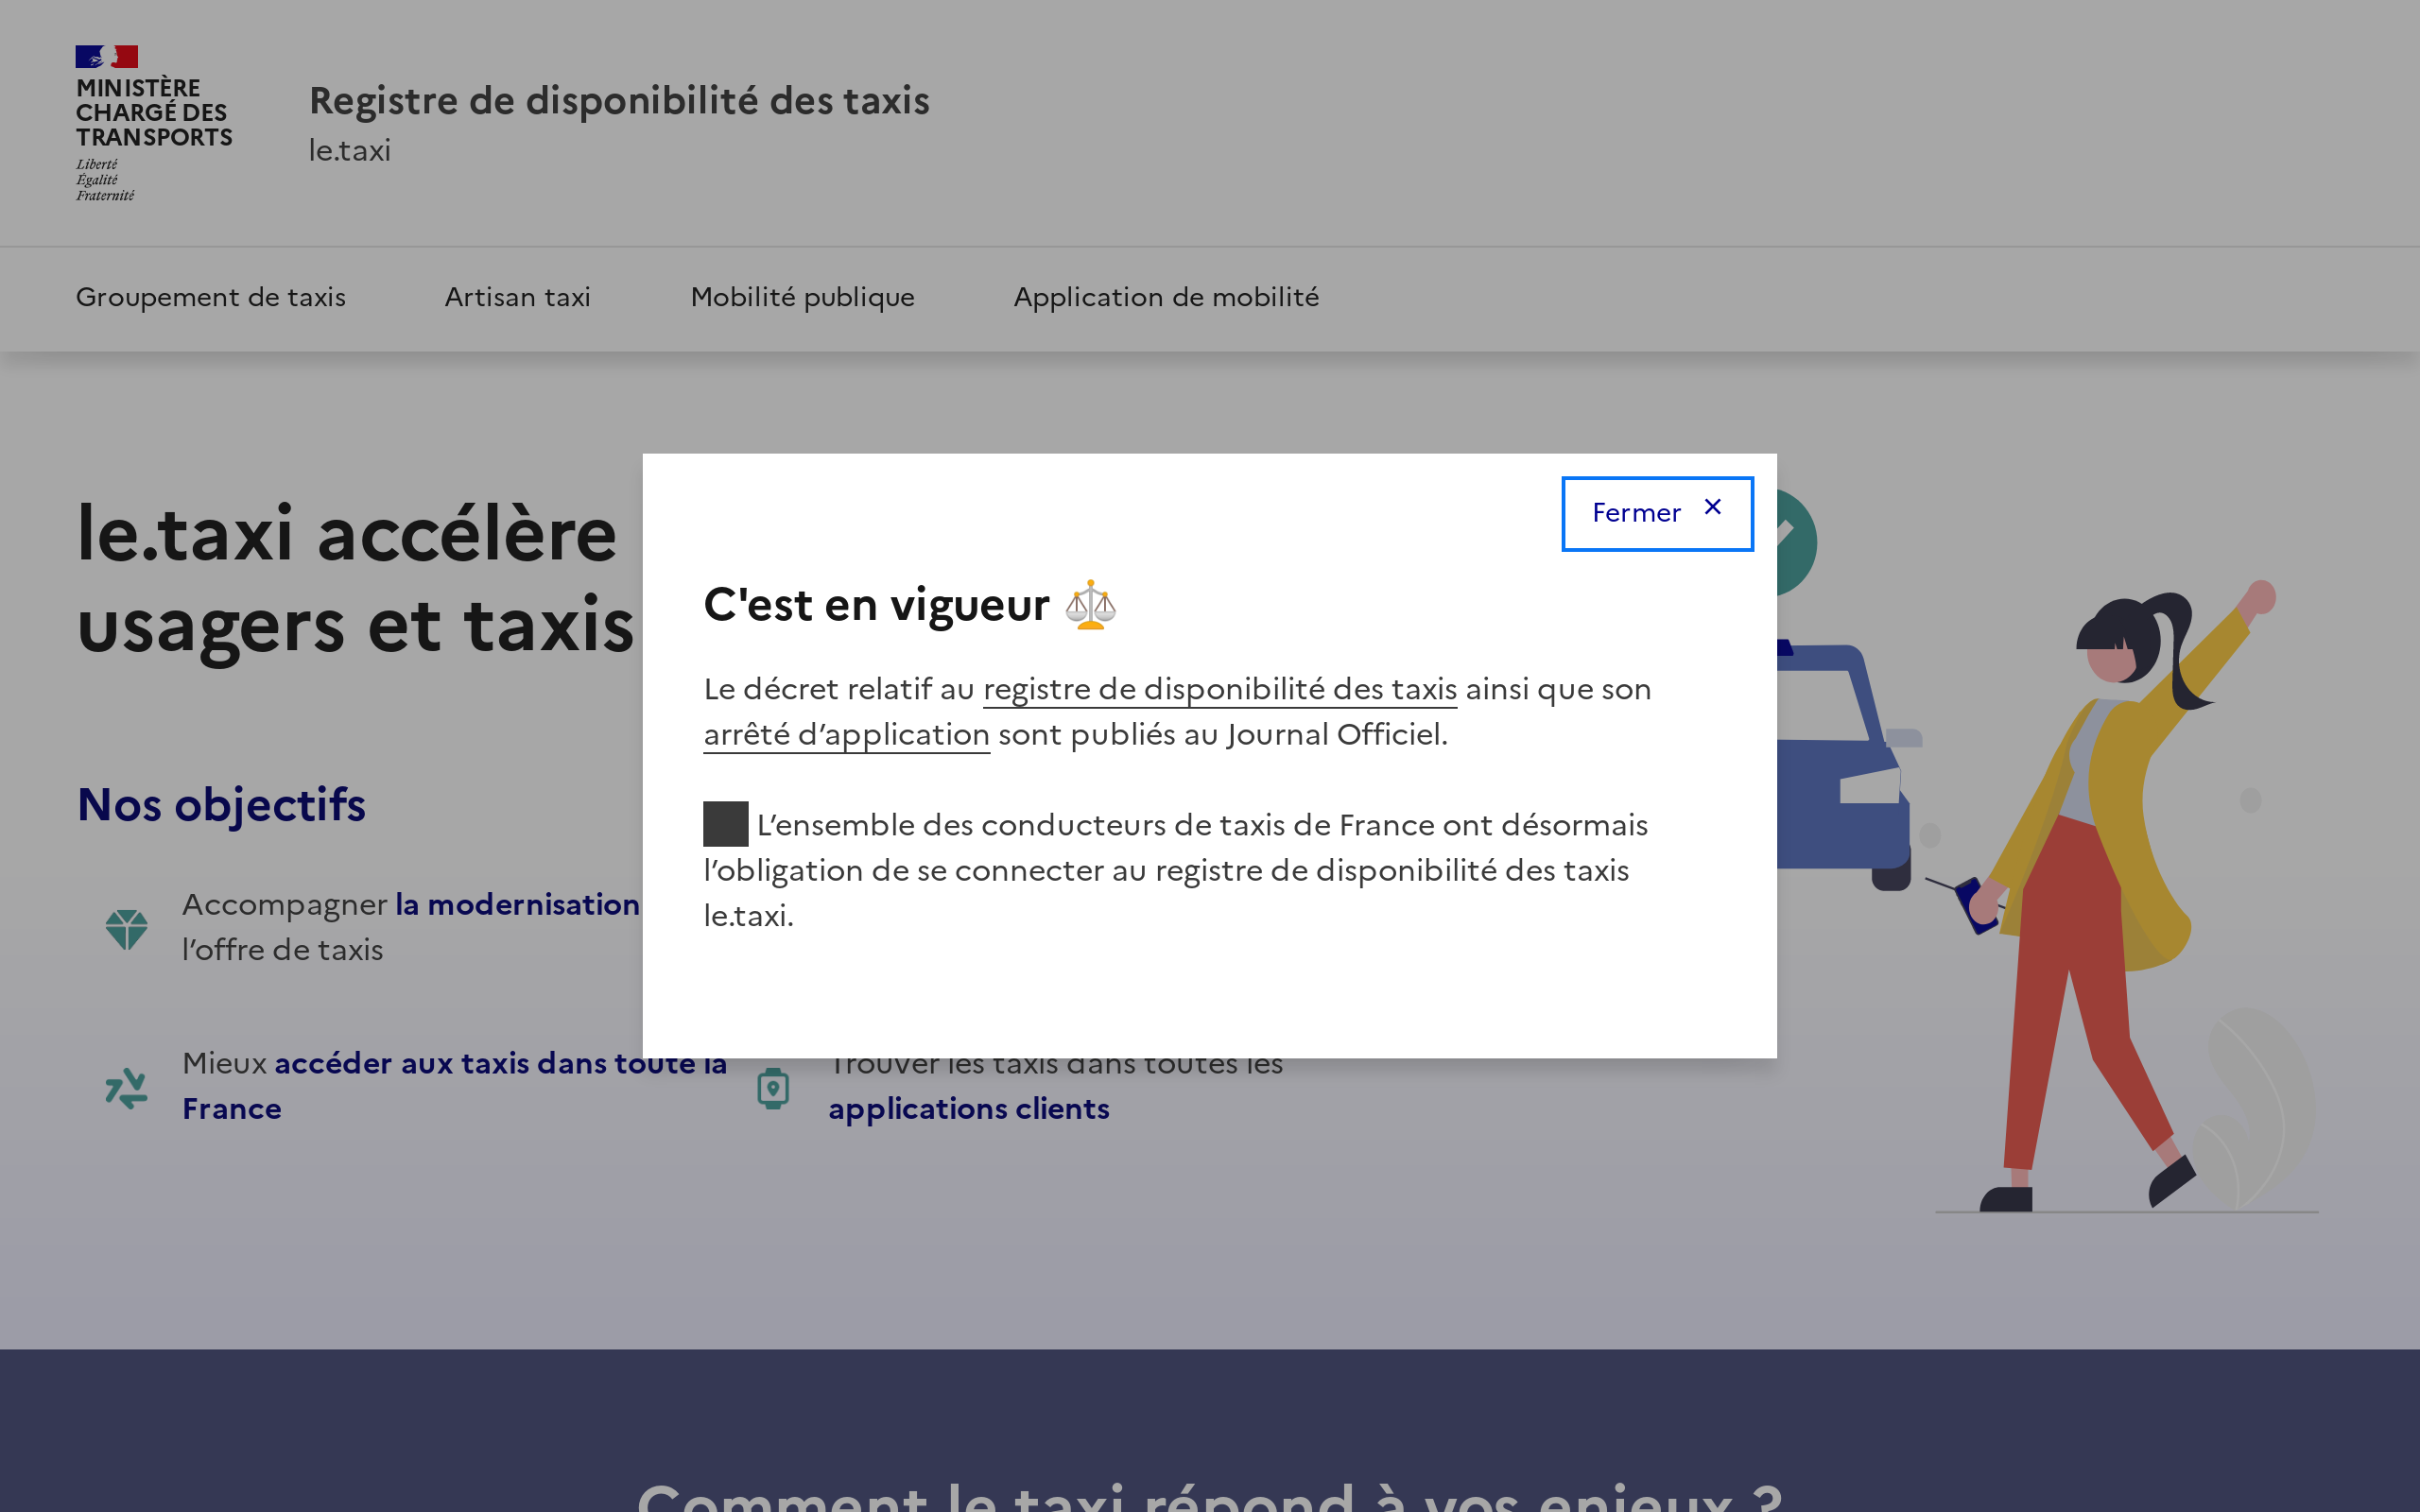 MINISTÈRE
CHARGÉ DES
TRANSPORTS
Liberté
Égalité
Fraternité
Registre de disponibilité des taxis
le.taxi
Groupement de taxis
Artisan taxi
Mobilité publique
Application de mobilité
le.taxi accélère
usagers et taxis
Fermer ×
C'est en vigueur ⚖️
Le décret relatif au registre de disponibilité des taxis ainsi que son
arrêté d’application sont publiés au Journal Officiel.
L’ensemble des conducteurs de taxis de France ont désormais
l’obligation de se connecter au registre de disponibilité des taxis
le.taxi.
Nos objectifs
Accompagner la modernisation
l’offre de taxis
Mieux accéder aux taxis dans toute la
France
Trouver les taxis dans toutes les
applications clients
Comment le taxi répond à vos enjeux ?